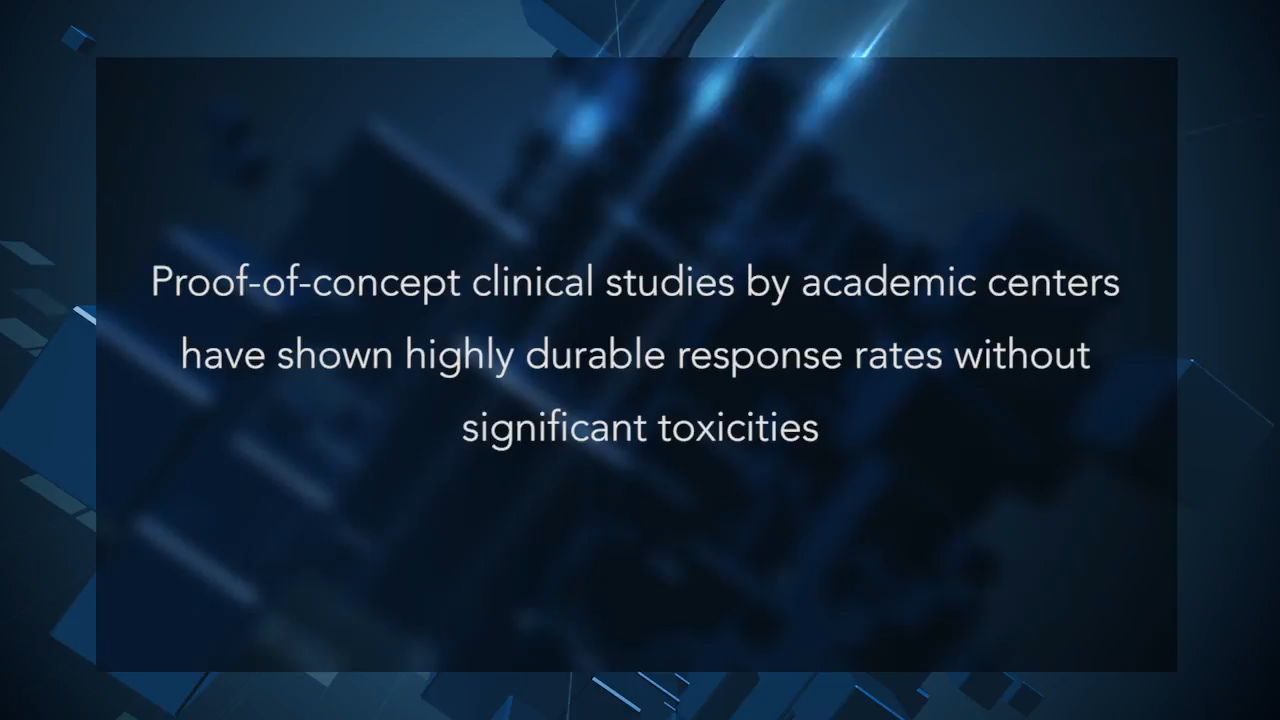 Proof-of-concept clinical studies by academic centers
have shown highly durable response rates without
significant toxicities